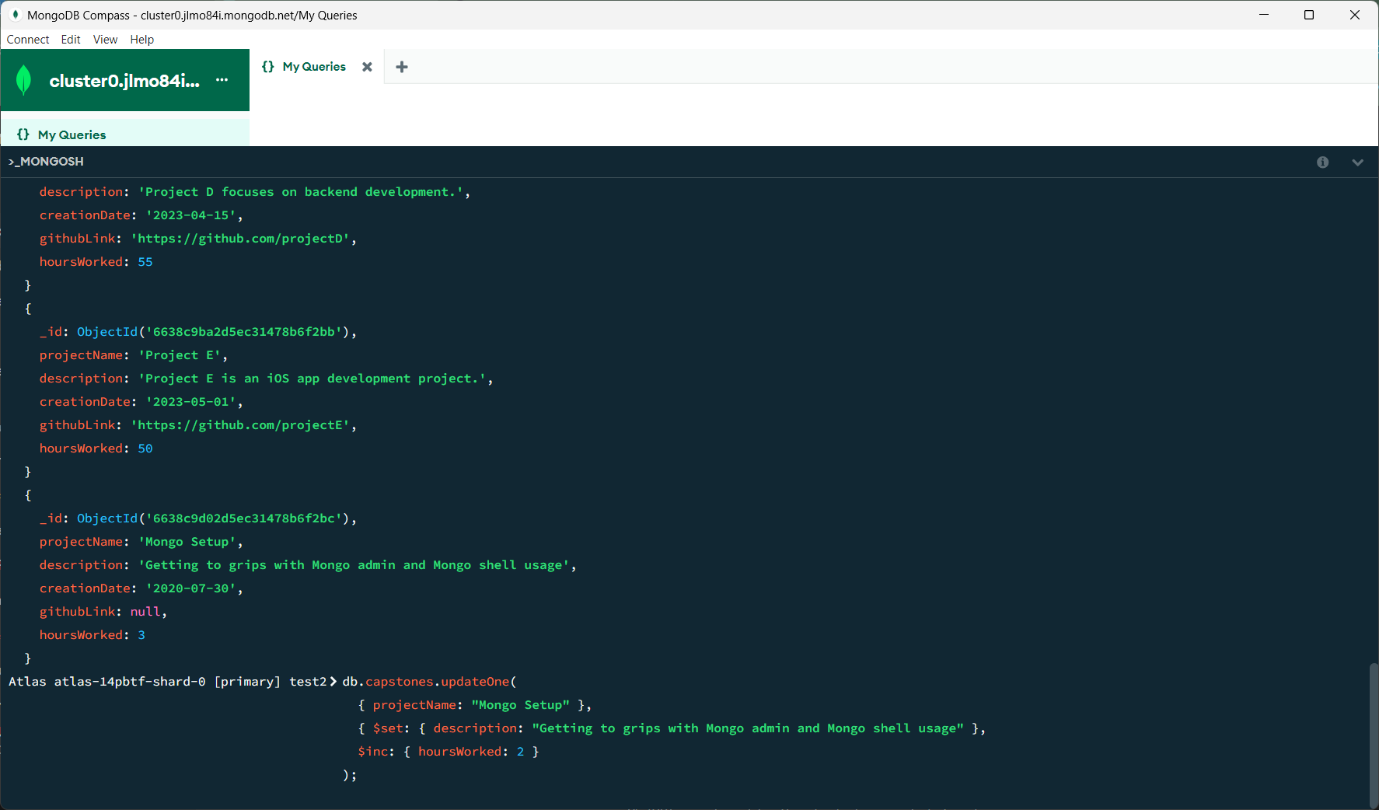 MongoDB Compass - cluster0.jlmo84i.mongodb.net/My Queries
Connect Edit View Help
cluster0.jlmo84i... ...
{} My Queries
{} My Queries
>_MONGOSH
description: 'Project D focuses on backend development.',
creationDate: '2023-04-15',
githubLink: 'https://github.com/projectD',
hoursWorked: 55
}
{
_id: ObjectId('6638c9ba2d5ec31478b6f2bb'),
projectName: 'Project E',
description: 'Project E is an iOS app development project.',
creationDate: '2023-05-01',
githubLink: 'https://github.com/projectE',
hoursWorked: 50
}
{
_id: ObjectId('6638c9d02d5ec31478b6f2bc'),
projectName: 'Mongo Setup',
description: 'Getting to grips with Mongo admin and Mongo shell usage',
creationDate: '2020-07-30',
githubLink: null,
hoursWorked: 3
}
Atlas atlas-14pbtf-shard-0 [primary] test2> db.capstones.updateOne(
{ projectName: "Mongo Setup" },
{ $set: { description: "Getting to grips with Mongo admin and Mongo shell usage" },
$inc: { hoursWorked: 2 }
);